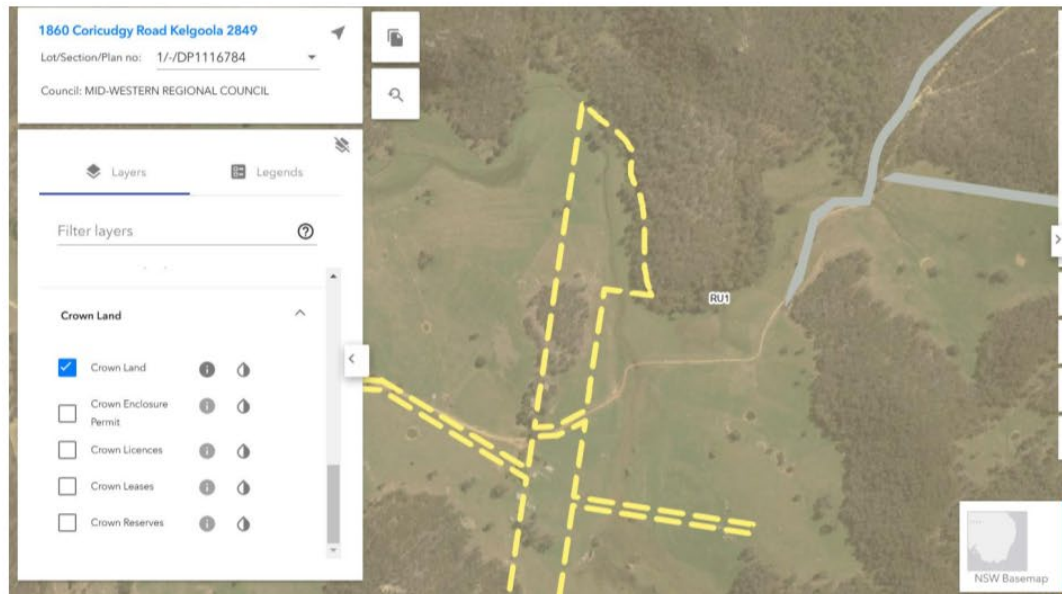 1860 Coricudgy Road Kelgoola 2849
Lot/Section/Plan no: 1/-/DP1116784
Council: MID-WESTERN REGIONAL COUNCIL
Layers
Legends
Filter layers
Crown Land
Crown Land
Crown Enclosure
Permit
Crown Licences
Crown Leases
Crown Reserves
RU1
NSW Basemap